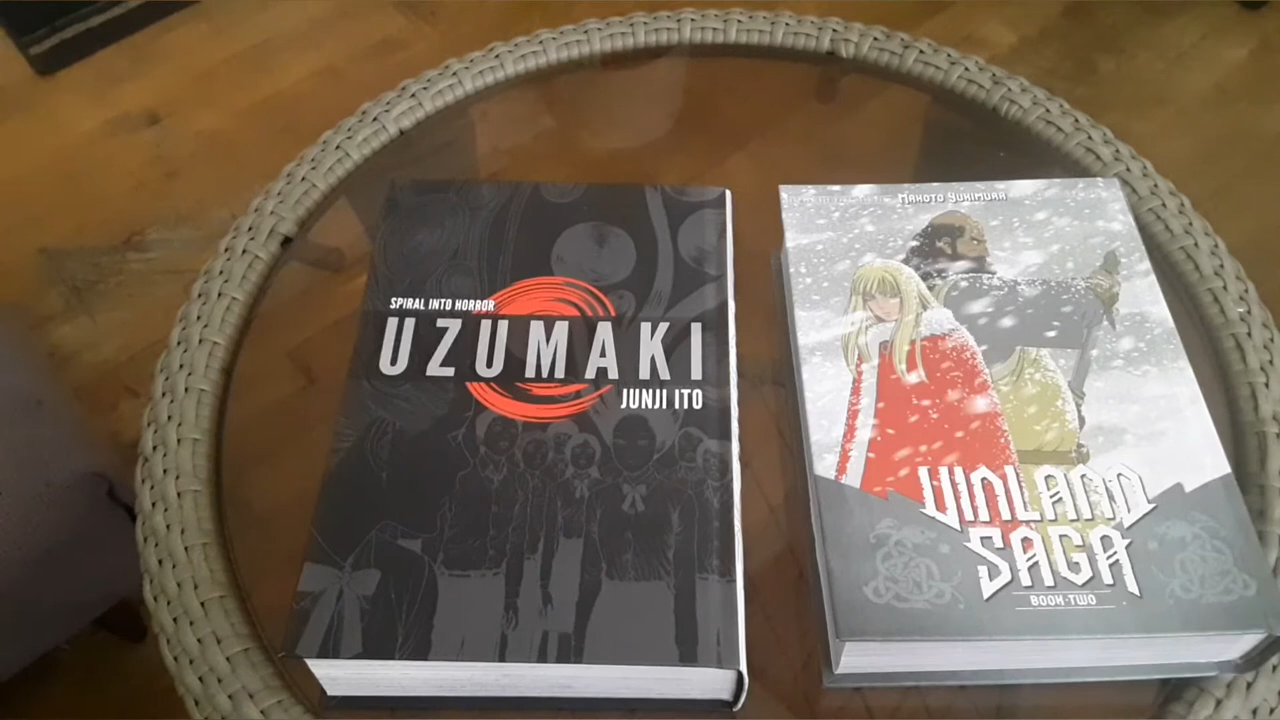 SPIRAL INTO HORROR
UZUMAKI
JUNJI ITO
MAKOTO YUKIMURA
VINLAND
SAGA
BOOK·TWO